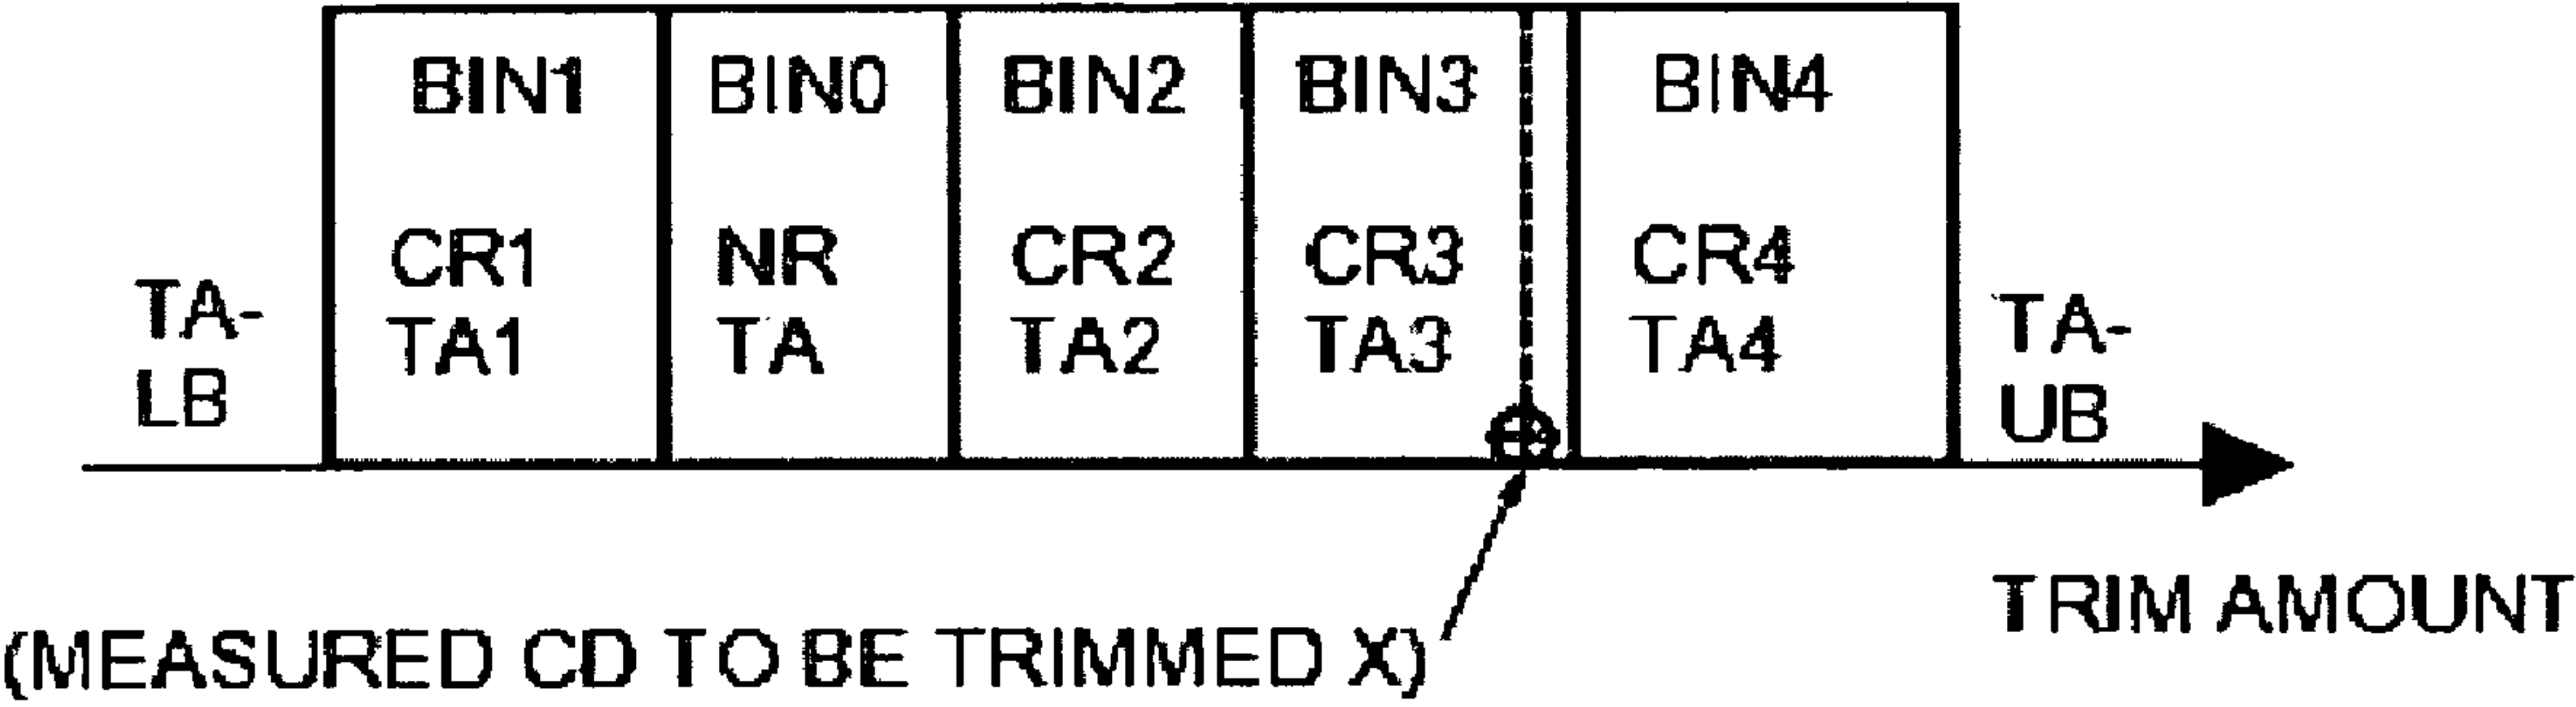 BIN1 BIN0 BIN2 BIN3 BIN4
CR1 NR CR2 CR3 CR4
TA1 TA TA2 TA3 TA4
TA-
LB
TA-
UB
TRIM AMOUNT
(MEASURED CD TO BE TRIMMED X)